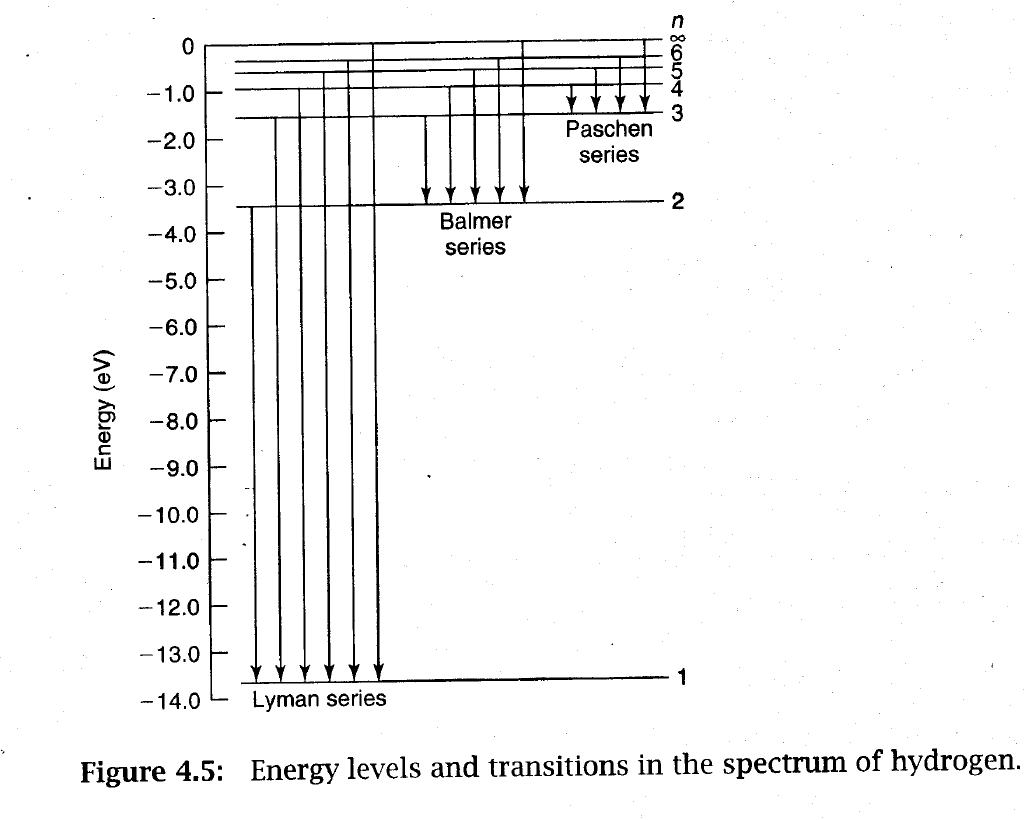 n
0
∞
6
5
−1.0
4
3
Paschen
series
−2.0
−3.0
2
Balmer
series
−4.0
−5.0
−6.0
−7.0
Energy (eV)
−8.0
−9.0
−10.0
−11.0
−12.0
−13.0
1
−14.0
Lyman series
Figure 4.5: Energy levels and transitions in the spectrum of hydrogen.